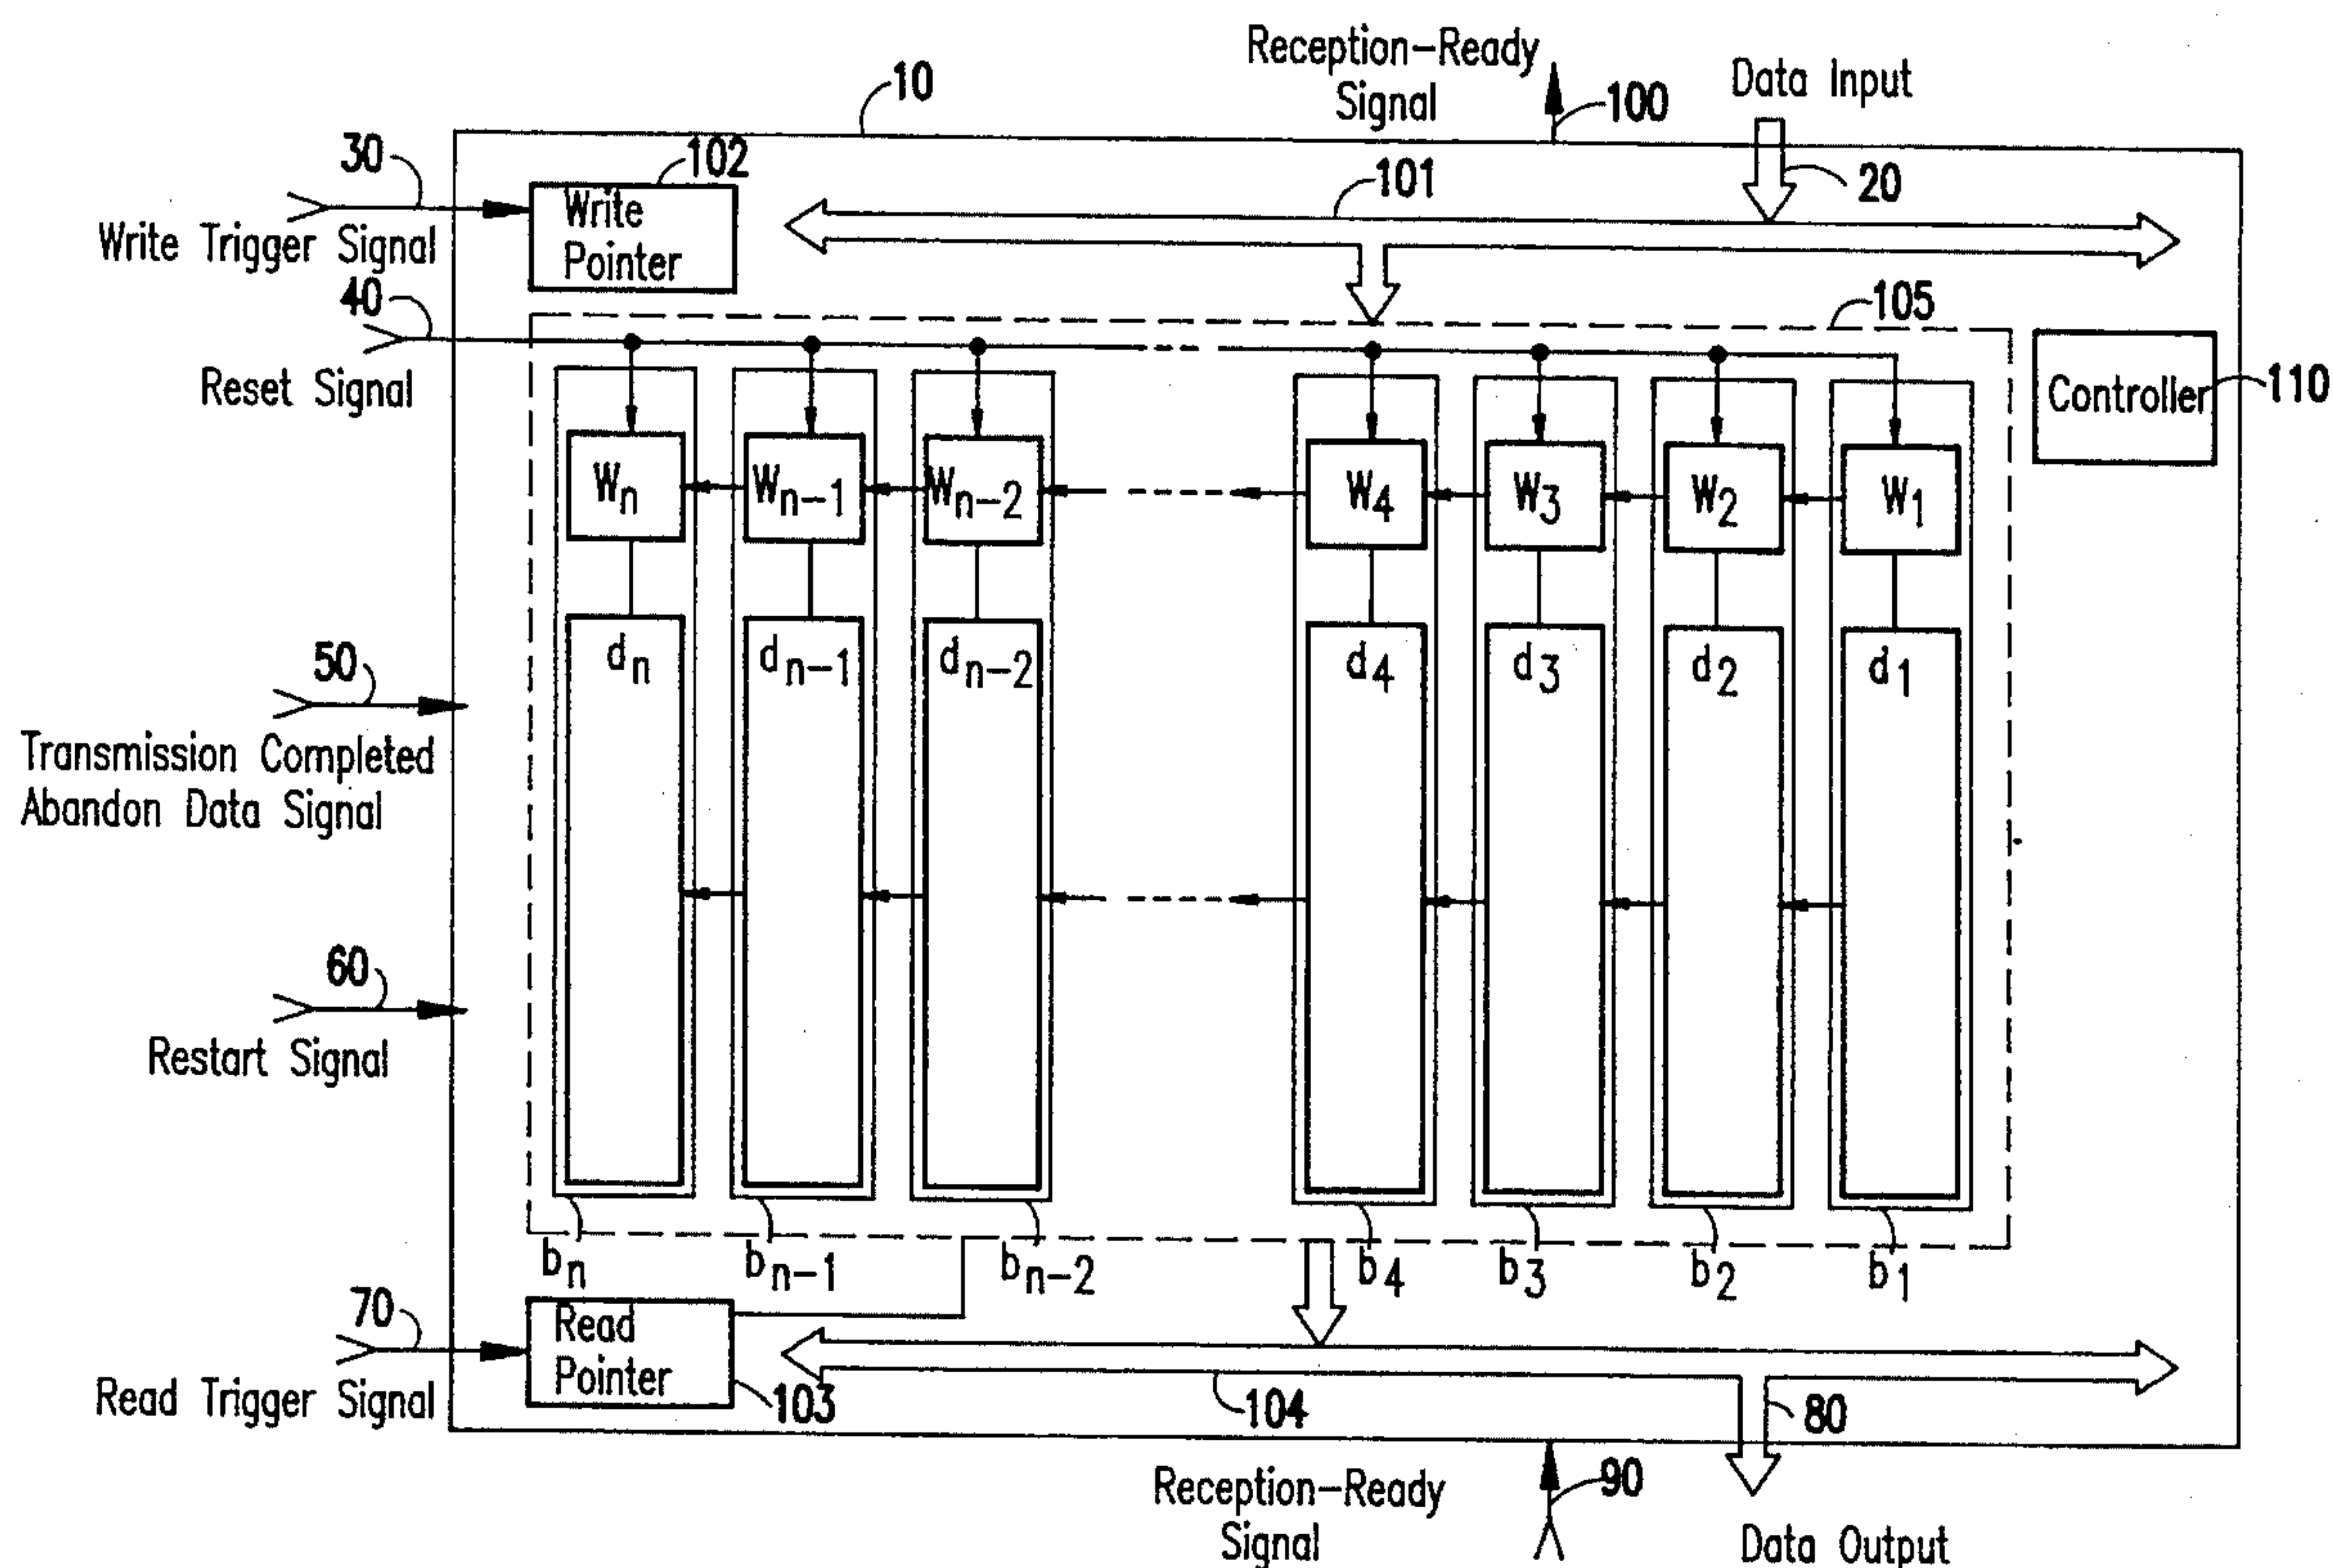 Reception-Ready
Signal
100
Data Input
10
20
30
102
101
Write
Pointer
Write Trigger Signal
40
105
Reset Signal
Controller
110
Wn
Wn-1
Wn-2
W4
W3
W2
W1
dn
dn-1
dn-2
d4
d3
d2
d1
50
Transmission Completed
Abandon Data Signal
60
Restart Signal
bn
bn-1
bn-2
b4
b3
b2
b1
70
Read
Pointer
Read Trigger Signal
103
104
80
Reception-Ready
Signal
90
Data Output